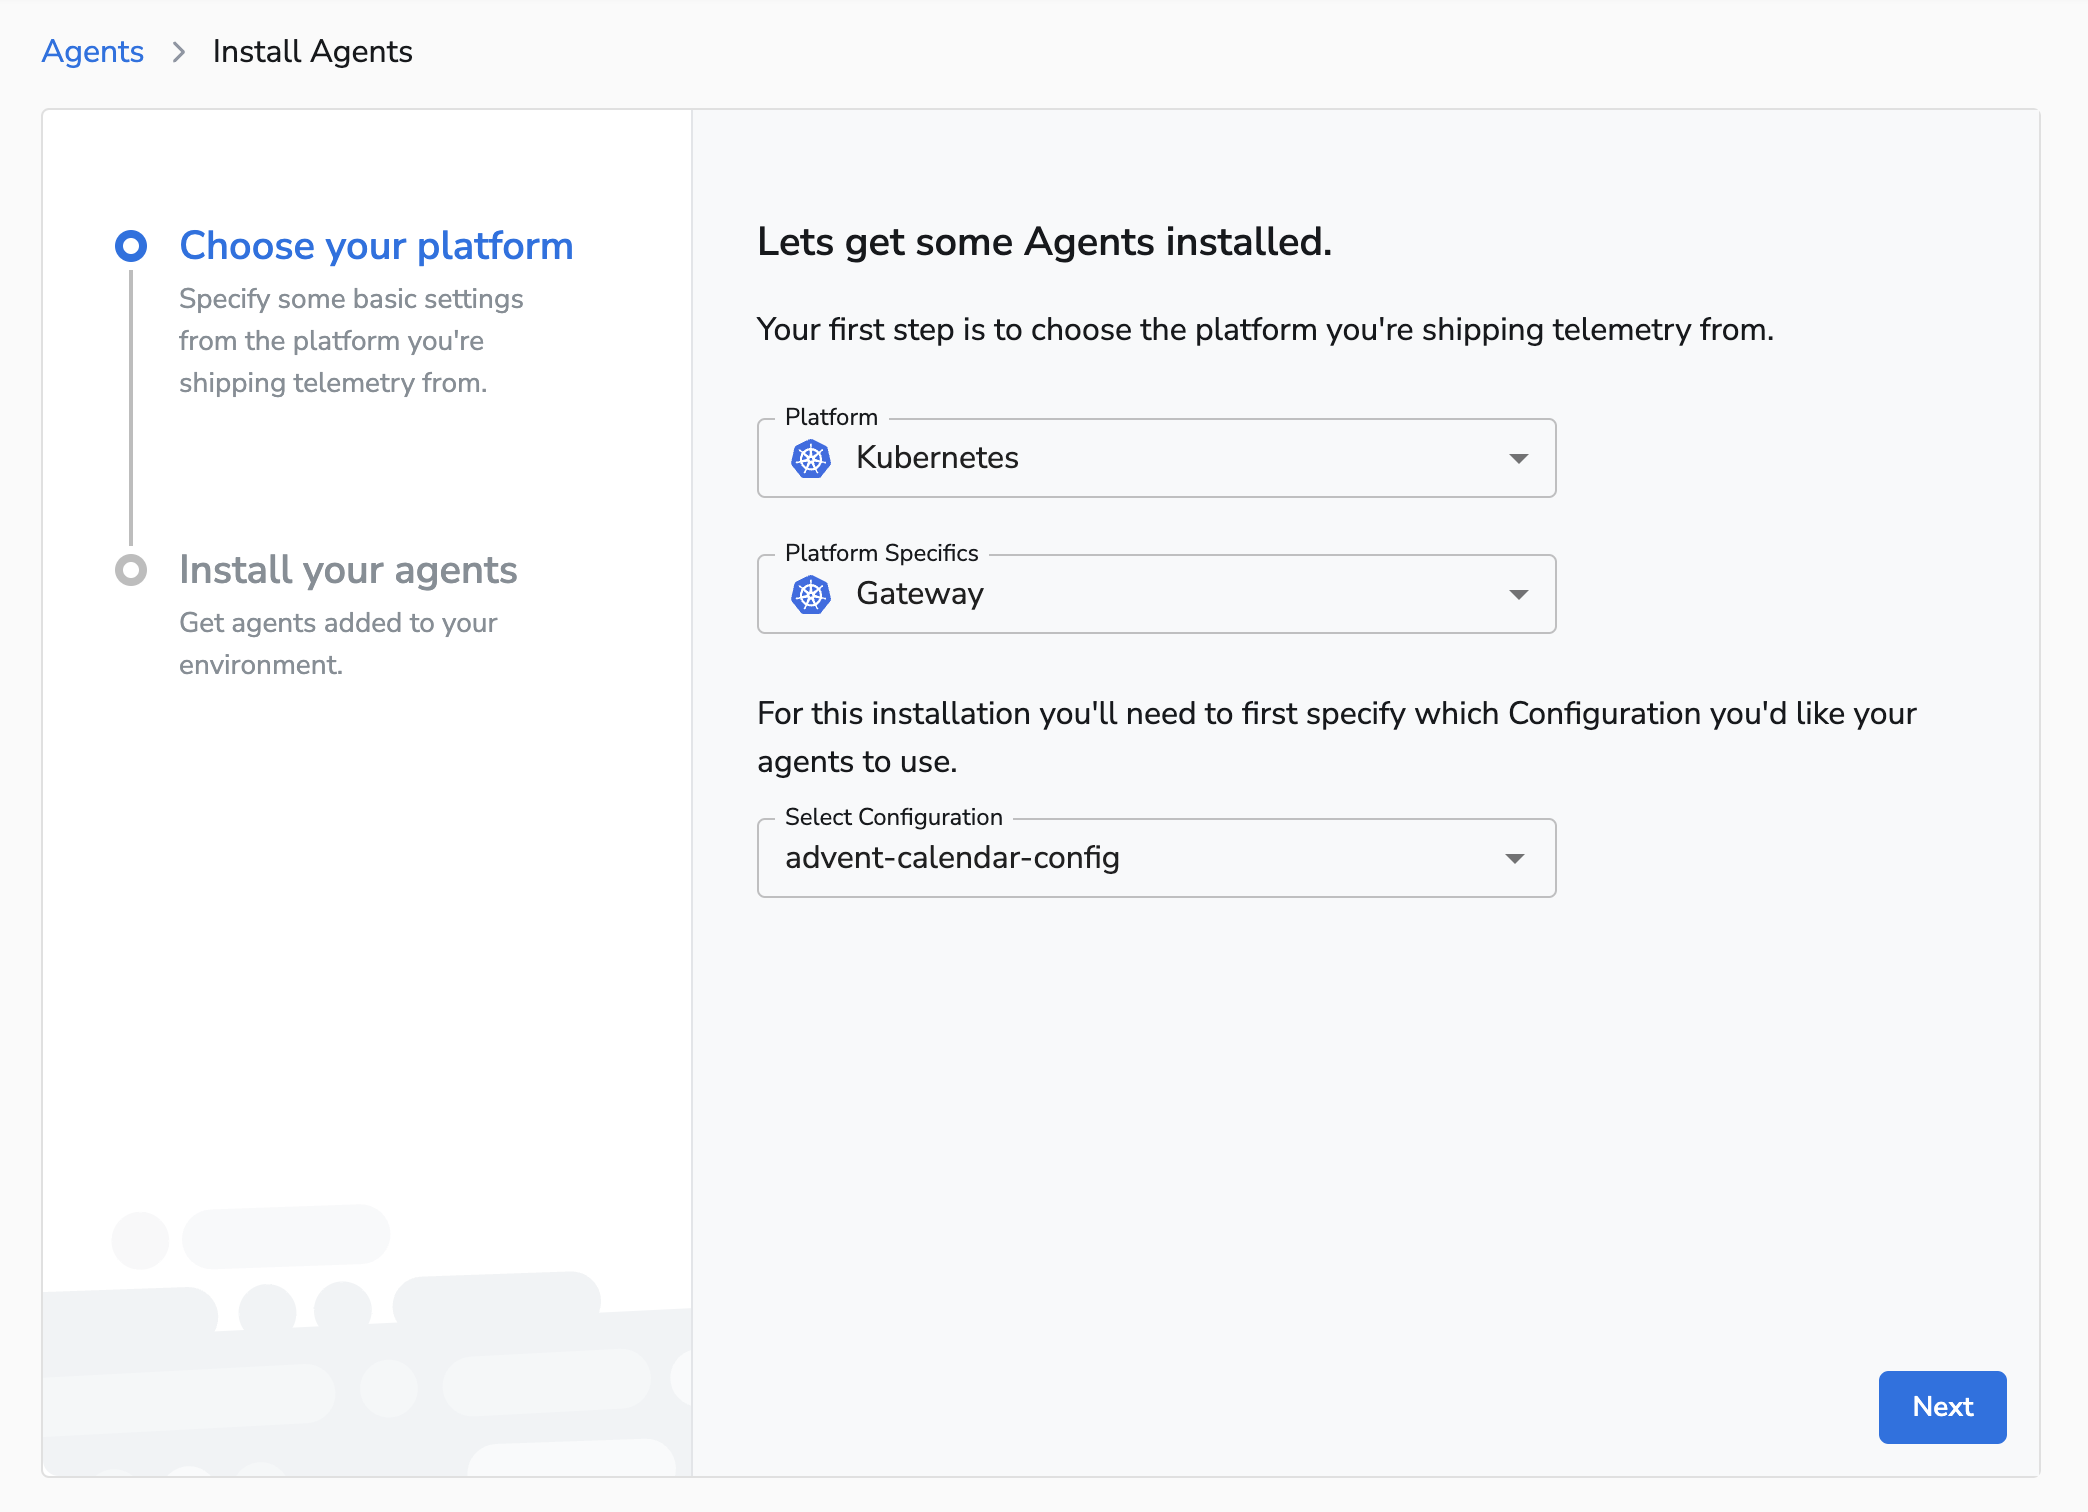 Agents > Install Agents
Choose your platform
Specify some basic settings
from the platform you're
shipping telemetry from.
Install your agents
Get agents added to your
environment.
Lets get some Agents installed.
Your first step is to choose the platform you're shipping telemetry from.
Platform
Kubernetes
Platform Specifics
Gateway
For this installation you'll need to first specify which Configuration you'd like your
agents to use.
Select Configuration
advent-calendar-config
Next